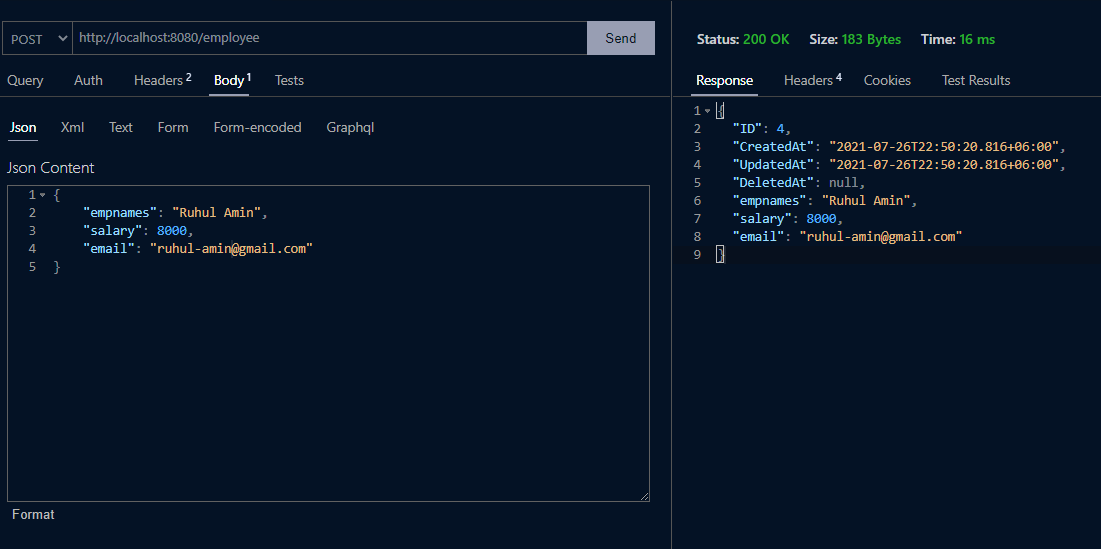 POST http://localhost:8080/employee Send
Query Auth Headers 2 Body 1 Tests
Json Xml Text Form Form-encoded Graphql
Json Content
1 {
2 "empnames": "Ruhul Amin",
3 "salary": 8000,
4 "email": "ruhul-amin@gmail.com"
5 }
Format
Status: 200 OK Size: 183 Bytes Time: 16 ms
Response Headers 4 Cookies Test Results
1 {
2 "ID": 4,
3 "CreatedAt": "2021-07-26T22:50:20.816+06:00",
4 "UpdatedAt": "2021-07-26T22:50:20.816+06:00",
5 "DeletedAt": null,
6 "empnames": "Ruhul Amin",
7 "salary": 8000,
8 "email": "ruhul-amin@gmail.com"
9 }